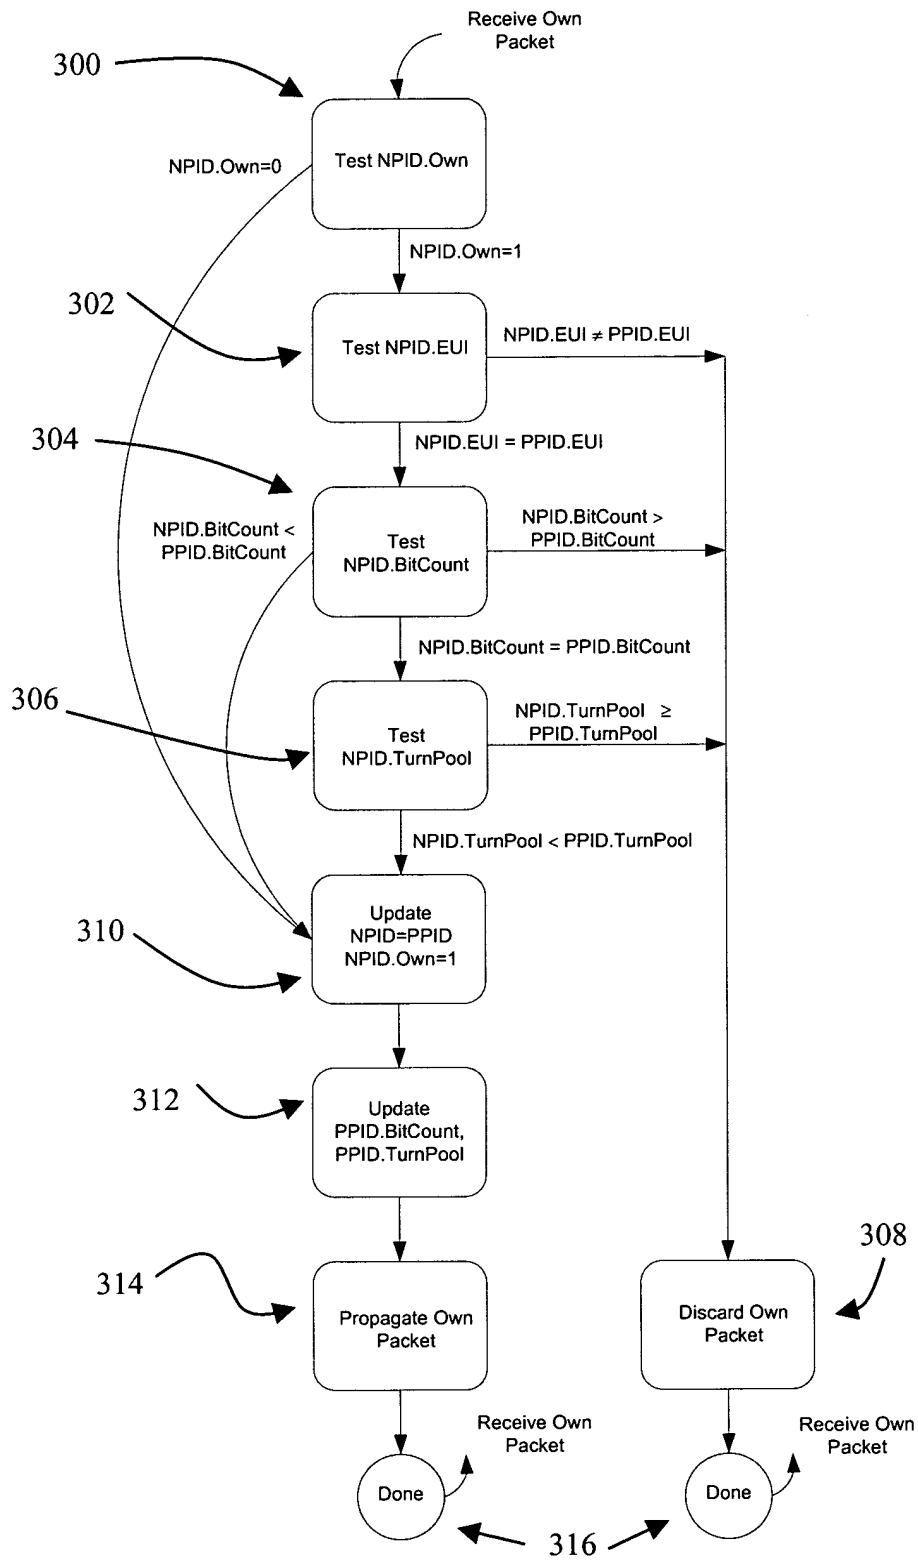 Receive Own
Packet
300
NPID.Own=0
Test NPID.Own
NPID.Own=1
302
Test NPID.EUI
NPID.EUI ≠ PPID.EUI
304
NPID.EUI = PPID.EUI
NPID.BitCount <
PPID.BitCount
Test
NPID.BitCount
NPID.BitCount >
PPID.BitCount
NPID.BitCount = PPID.BitCount
306
Test
NPID.TurnPool
NPID.TurnPool ≥
PPID.TurnPool
NPID.TurnPool < PPID.TurnPool
310
Update
NPID=PPID
NPID.Own=1
312
Update
PPID.BitCount,
PPID.TurnPool
314
Propagate Own
Packet
308
Discard Own
Packet
Receive Own
Packet
Receive Own
Packet
Done
Done
316